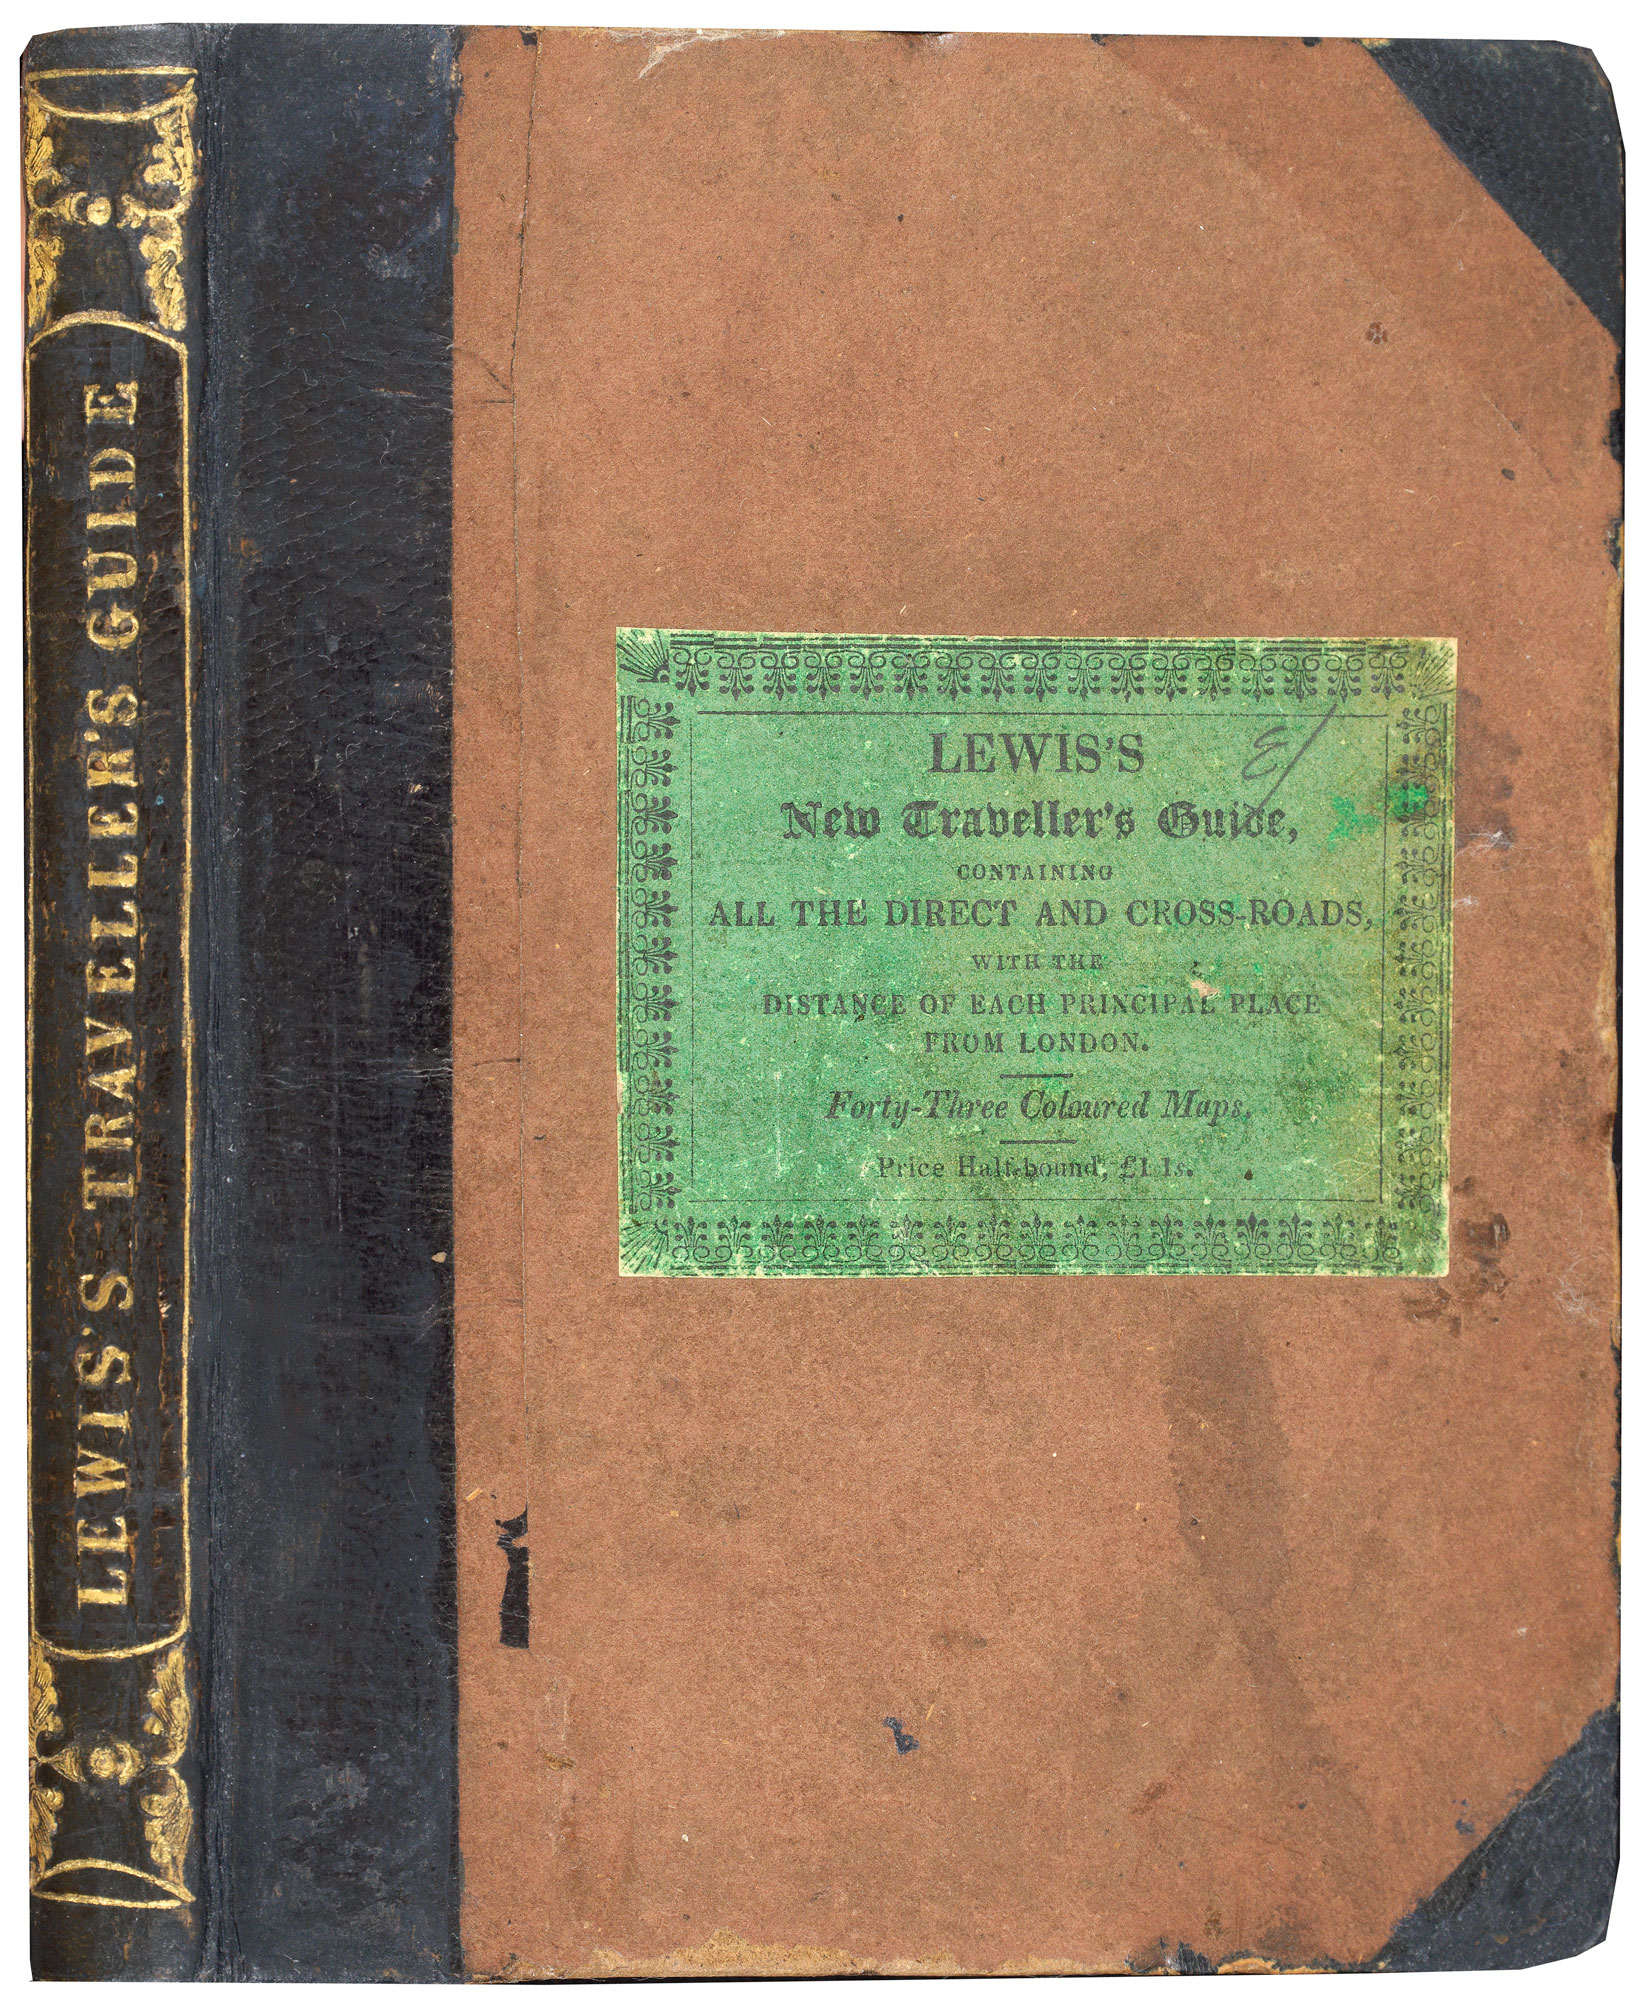 LEWIS'S TRAVELLER'S GUIDE
LEWIS'S
New Traveller's Guide,
CONTAINING
ALL THE DIRECT AND CROSS-ROADS,
WITH THE
DISTANCE OF EACH PRINCIPAL PLACE
FROM LONDON.
Forty-Three Coloured Maps.
Price Half-bound, £1 1s.